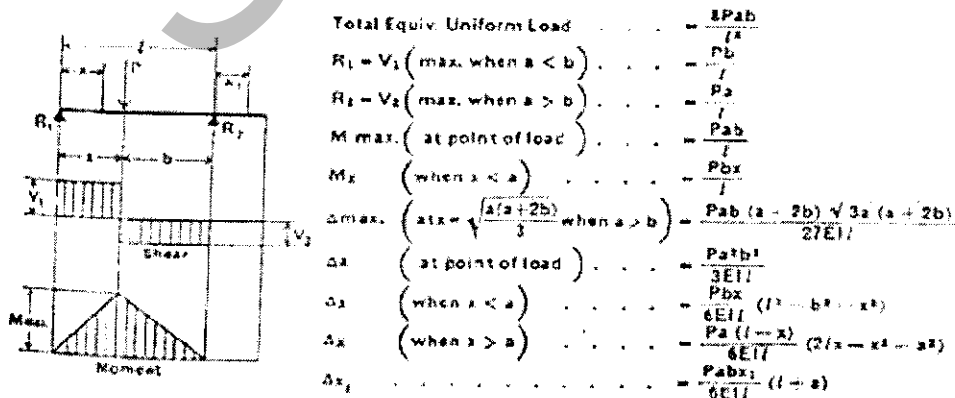 l
x
P
x₁
R₁
R₂
a
b
V₁
V₂
Shear
M max.
Moment
Total Equiv. Uniform Load . . . = 8Pab/l²
R₁ = V₁ (max. when a < b) . . . = Pb/l
R₂ = V₂ (max. when a > b) . . . = Pa/l
M max. (at point of load) . . . = Pab/l
Mx (when x < a) . . . . = Pbx/l
Δmax. (at x = √(a(a+2b)/3) when a > b) = Pab (a + 2b) √3a (a + 2b)/27EIl
Δa (at point of load) . . . = Pa²b²/3EIl
Δx (when x < a) . . . . = Pbx/6EIl (l² – b² – x²)
Δx (when x > a) . . . . = Pa (l – x)/6EIl (2lx – x² – a²)
Δx₁ . . . . . . . . . . = Pabx₁/6EIl (l + a)